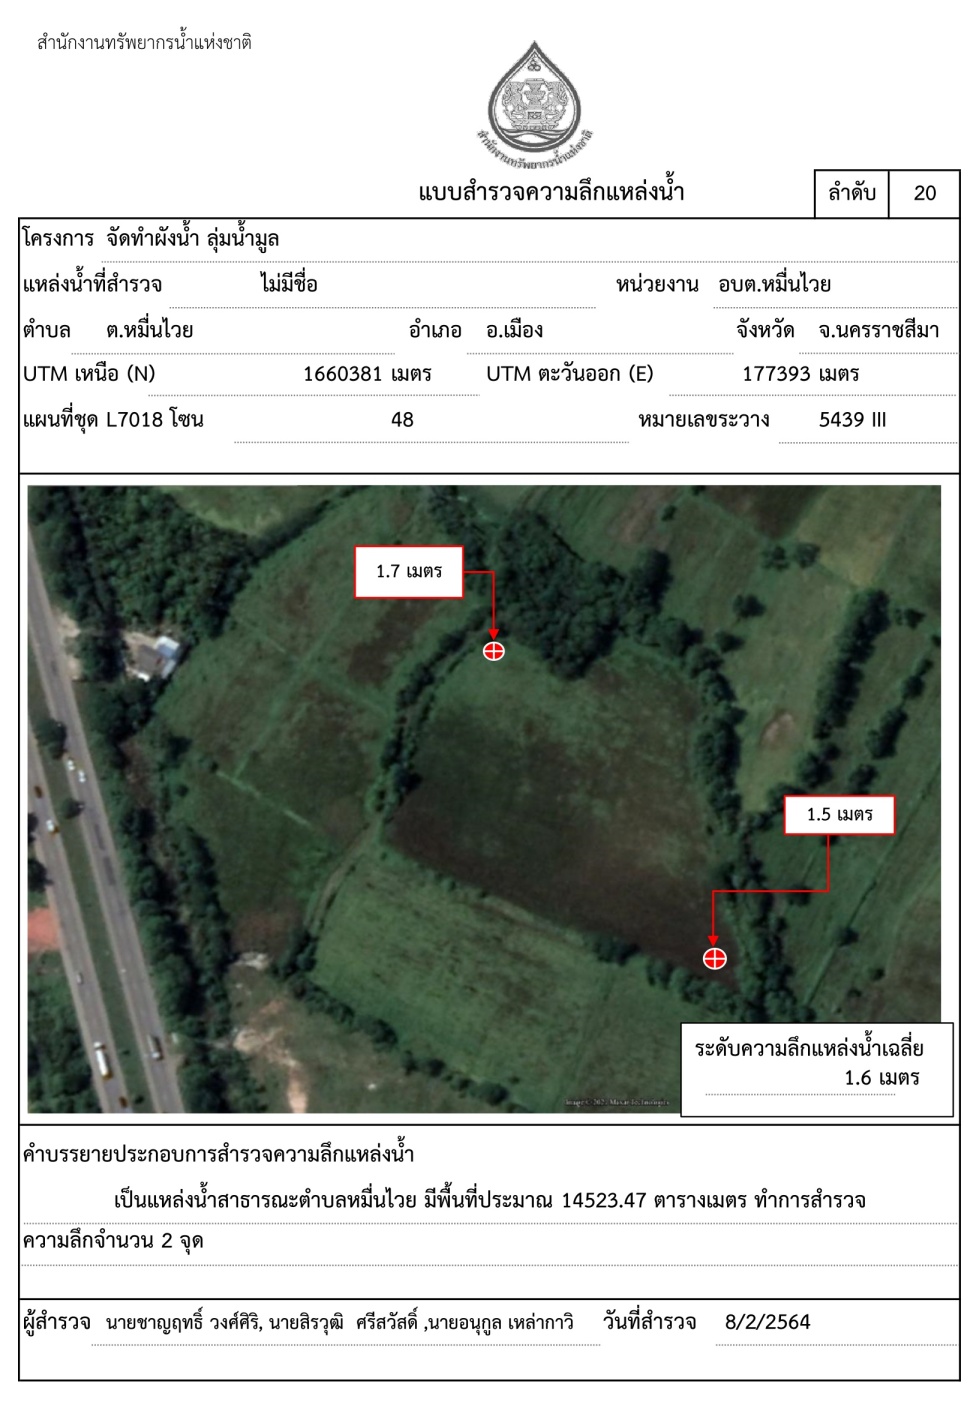 สำนักงานทรัพยากรน้ำแห่งชาติ
สำนักงานทรัพยากรน้ำแห่งชาติ
แบบสำรวจความลึกแหล่งน้ำ ลำดับ 20
โครงการ จัดทำผังน้ำ ลุ่มน้ำมูล
แหล่งน้ำที่สำรวจ ไม่มีชื่อ หน่วยงาน อบต.หมื่นไวย
ตำบล ต.หมื่นไวย อำเภอ อ.เมือง จังหวัด จ.นครราชสีมา
UTM เหนือ (N) 1660381 เมตร UTM ตะวันออก (E) 177393 เมตร
แผนที่ชุด L7018 โซน 48 หมายเลขระวาง 5439 III
1.7 เมตร
1.5 เมตร
ระดับความลึกแหล่งน้ำเฉลี่ย
1.6 เมตร
คำบรรยายประกอบการสำรวจความลึกแหล่งน้ำ
เป็นแหล่งน้ำสาธารณะตำบลหมื่นไวย มีพื้นที่ประมาณ 14523.47 ตารางเมตร ทำการสำรวจ
ความลึกจำนวน 2 จุด
ผู้สำรวจ นายชาญฤทธิ์ วงศ์ศิริ, นายสิรวุฒิ ศรีสวัสดิ์ ,นายอนุกูล เหล่ากาวิ วันที่สำรวจ 8/2/2564